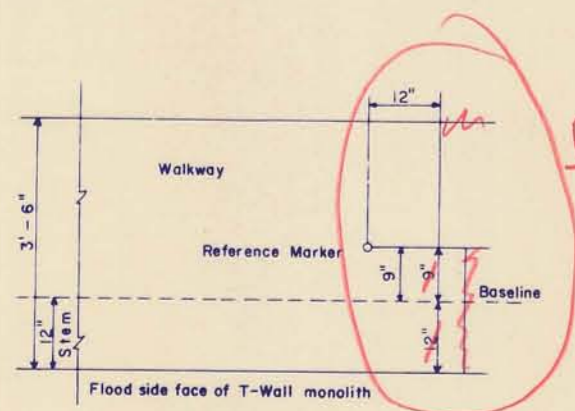 12"
Walkway
3'-6"
Reference Marker
9"
9"
Baseline
12"
Stem
12"
Flood side face of T-Wall monolith